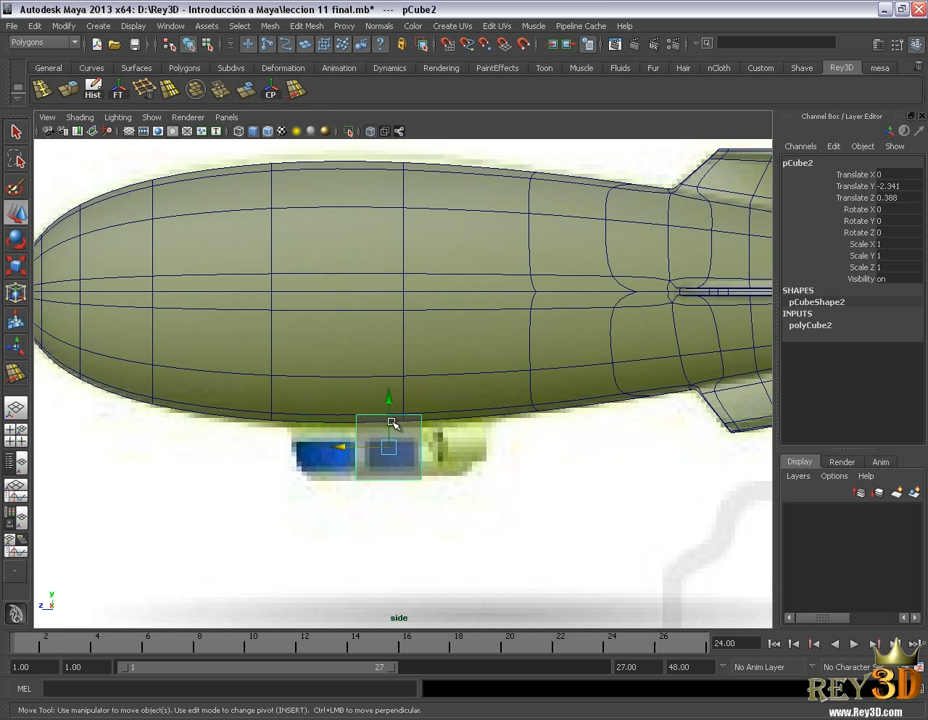 Autodesk Maya 2013 x64: D:\Rey3D\Introducción a Maya\leccion 11 final.mb* --- pCube2
File Edit Modify Create Display Window Assets Select Mesh Edit Mesh Proxy Normals Color Create UVs Edit UVs Muscle Pipeline Cache Help
Polygons
General Curves Surfaces Polygons Subdivs Deformation Animation Dynamics Rendering PaintEffects Toon Muscle Fluids Fur Hair nCloth Custom Shave Rey3D mesa
Hist FT CP
View Shading Lighting Show Renderer Panels
Channel Box / Layer Editor
Channels Edit Object Show
pCube2
Translate X 0
Translate Y -2.341
Translate Z 0.388
Rotate X 0
Rotate Y 0
Rotate Z 0
Scale X 1
Scale Y 1
Scale Z 1
Visibility on
SHAPES
pCubeShape2
INPUTS
polyCube2
Display Render Anim
Layers Options Help
y
z x
side
2 4 6 8 10 12 14 16 18 20 22 24 26
24.00
1.00 1.00 1 27 27.00 48.00 No Anim Layer No Character
MEL
REY3D
www.Rey3D.com
Move Tool: Use manipulator to move object(s). Use edit mode to change pivot (INSERT). Ctrl+LMB to move perpendicular.